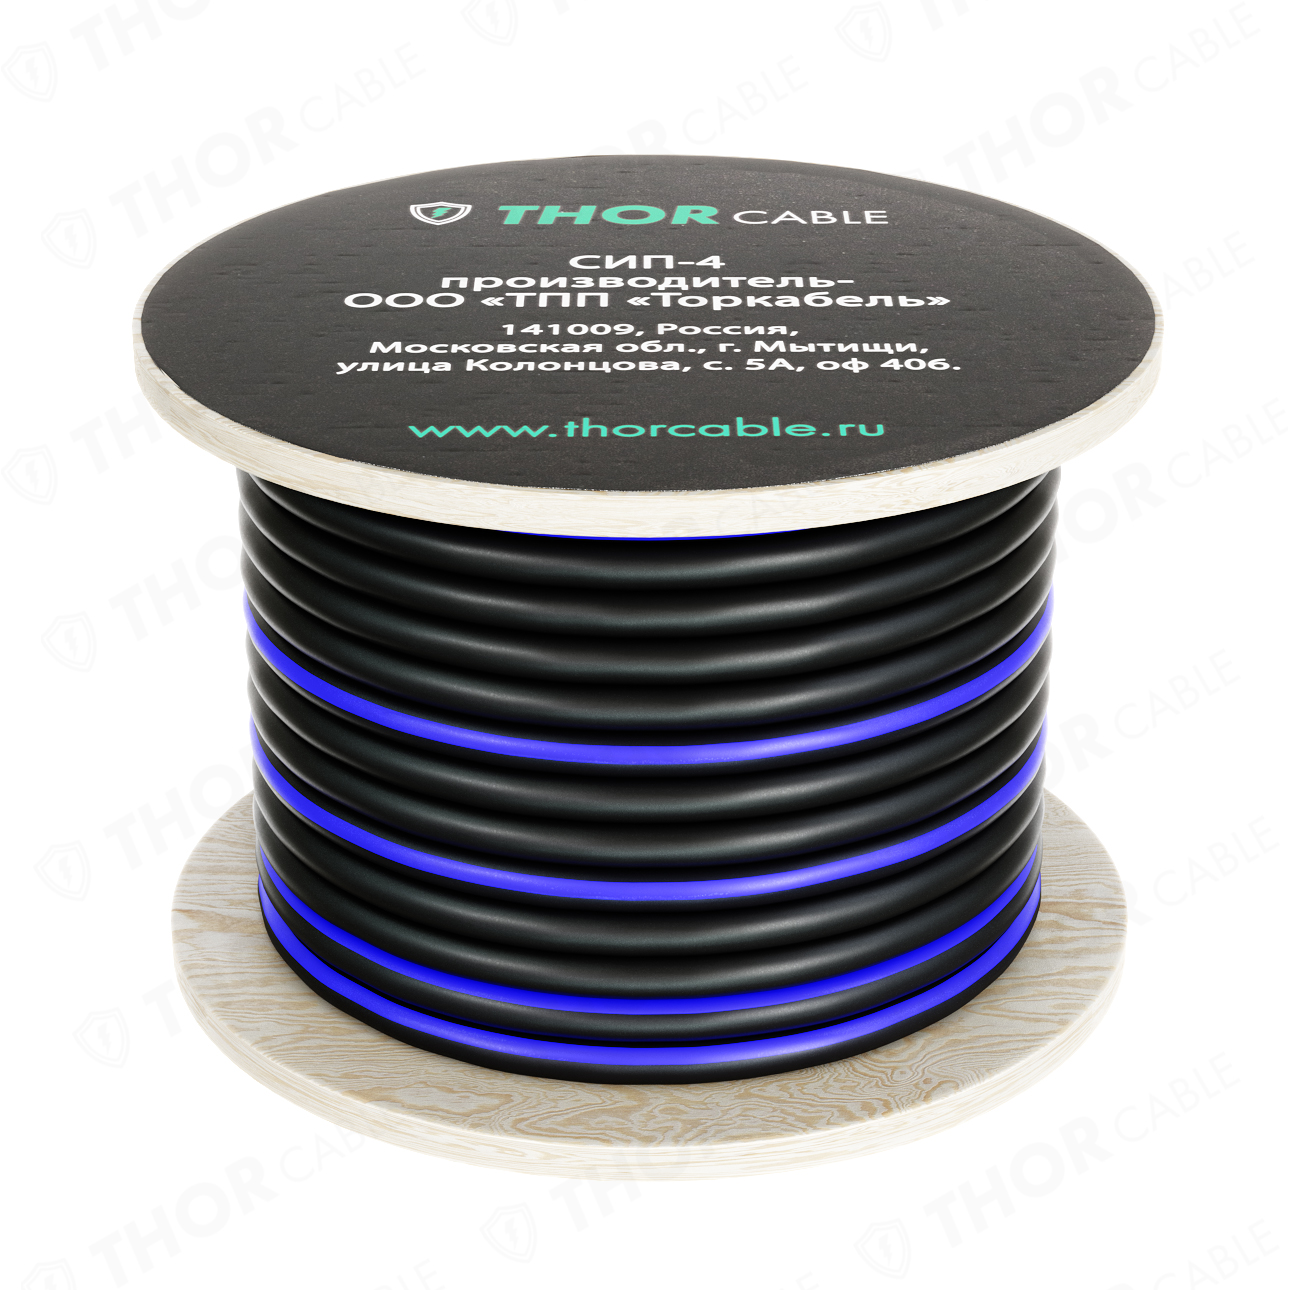 THOR CABLE
СИП-4
производитель-
ООО «ТПП «Торкабель»
141009, Россия,
Московская обл., г. Мытищи,
улица Колонцова, с. 5А, оф 406.
www.thorcable.ru